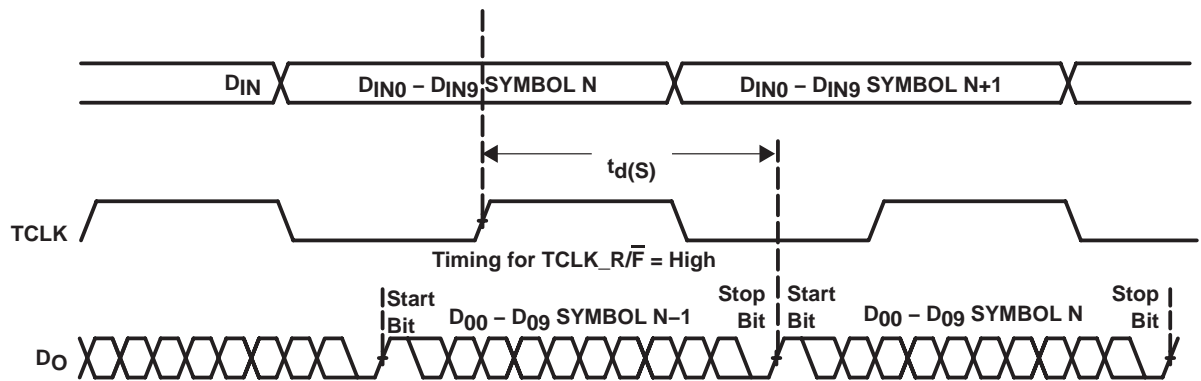 DIN
DIN0 – DIN9 SYMBOL N
DIN0 – DIN9 SYMBOL N+1
td(S)
TCLK
Timing for TCLK_R/F̅ = High
Start
Bit
D00 – D09 SYMBOL N–1
Stop
Bit
Start
Bit
D00 – D09 SYMBOL N
Stop
Bit
DO